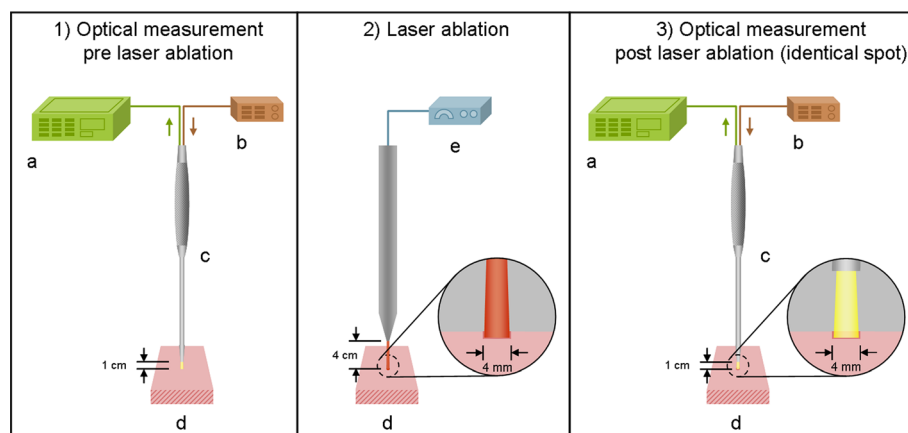 1) Optical measurement
pre laser ablation
a
b
c
1 cm
d
2) Laser ablation
e
4 cm
4 mm
d
3) Optical measurement
post laser ablation (identical spot)
a
b
c
1 cm
4 mm
d